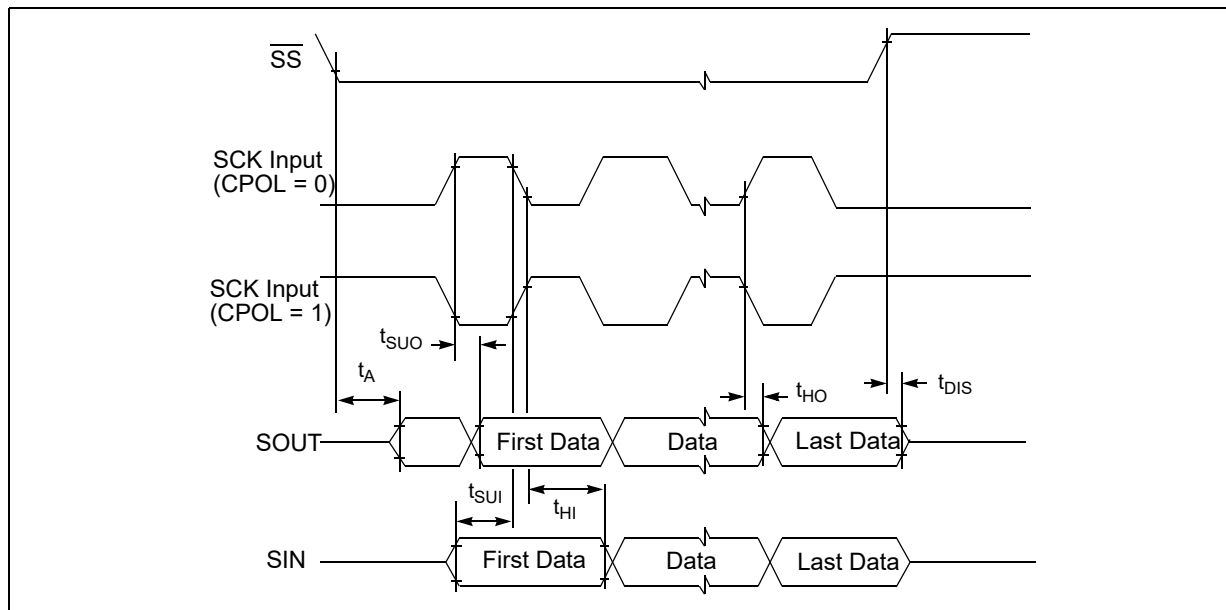 SS
SCK Input
(CPOL = 0)
SCK Input
(CPOL = 1)
tSUO
tA
tHO
tDIS
SOUT
First Data
Data
Last Data
tSUI
tHI
SIN
First Data
Data
Last Data